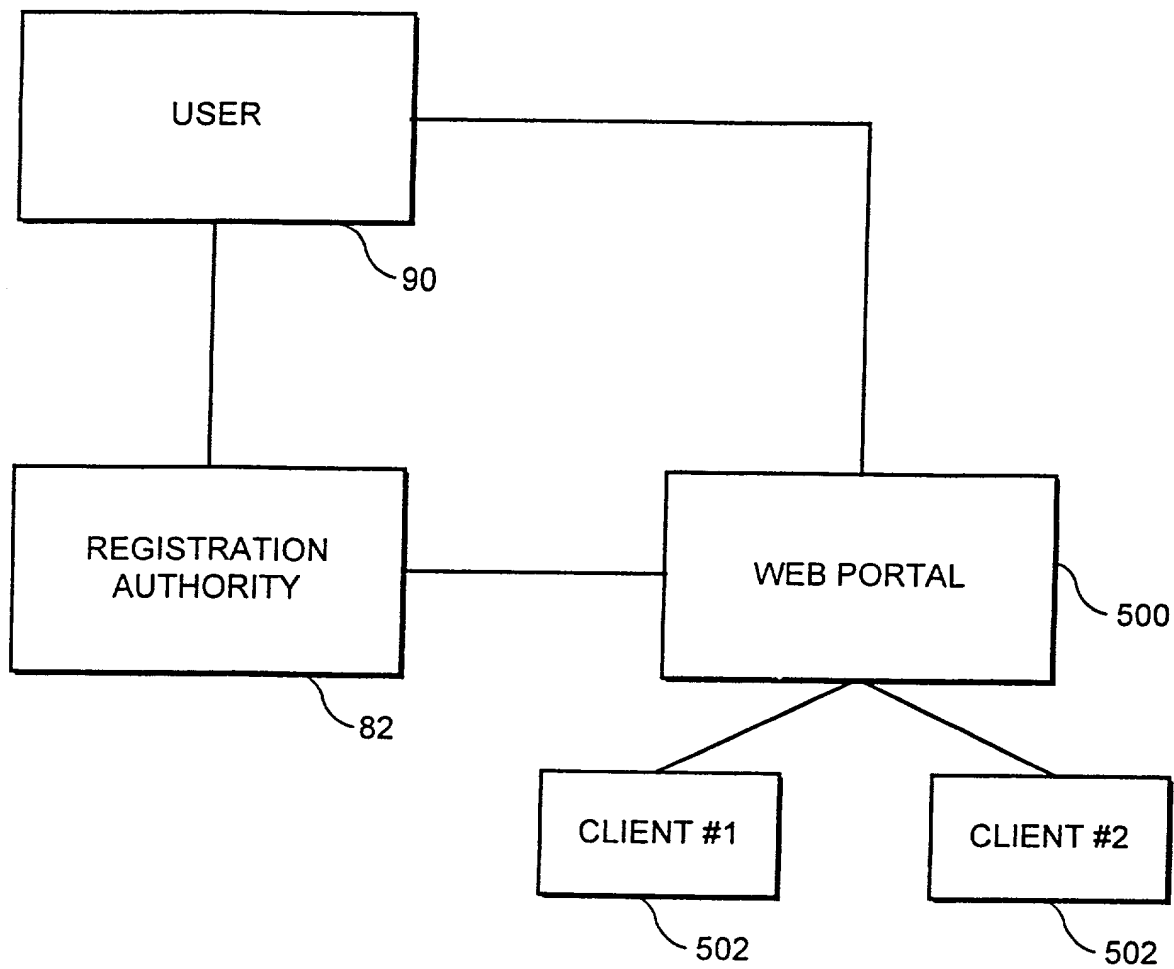 USER
90
REGISTRATION
AUTHORITY
82
WEB PORTAL
500
CLIENT #1
502
CLIENT #2
502